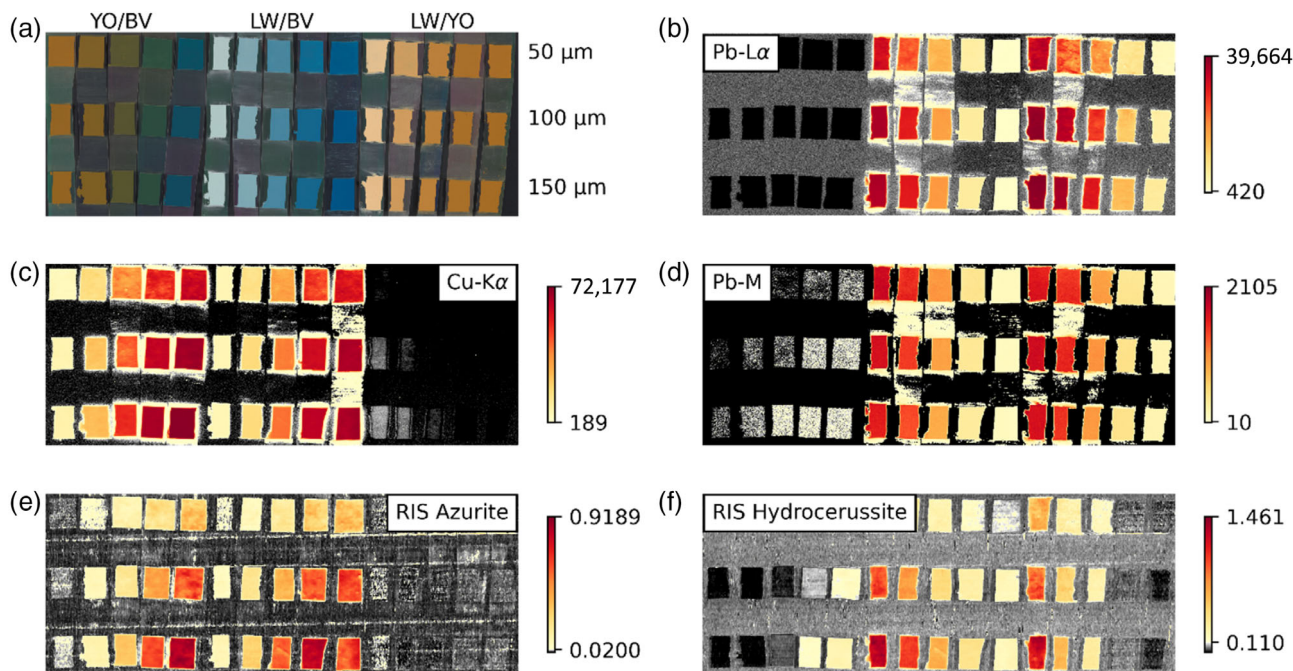 (a)
YO/BV LW/BV LW/YO
50 µm
100 µm
150 µm
(b)
Pb-Lα
39,664
420
(c)
Cu-Kα
72,177
189
(d)
Pb-M
2105
10
(e)
RIS Azurite
0.9189
0.0200
(f)
RIS Hydrocerussite
1.461
0.110